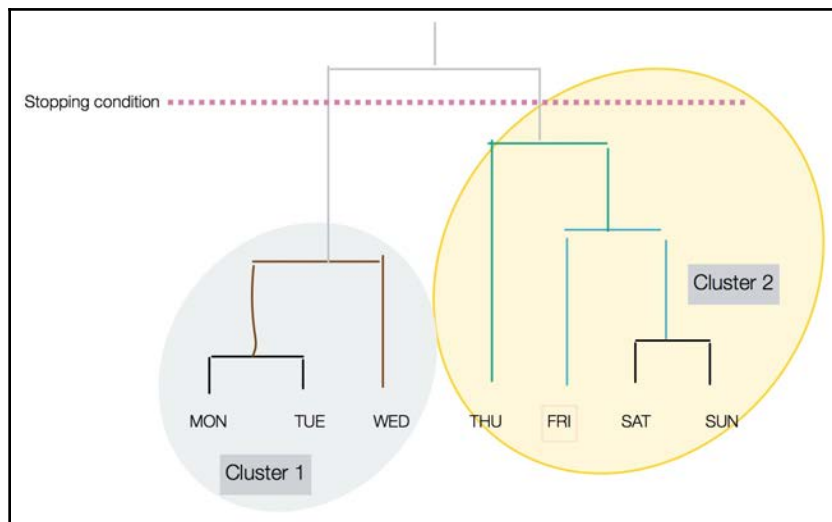 Stopping condition
Cluster 2
MON TUE WED THU FRI SAT SUN
Cluster 1